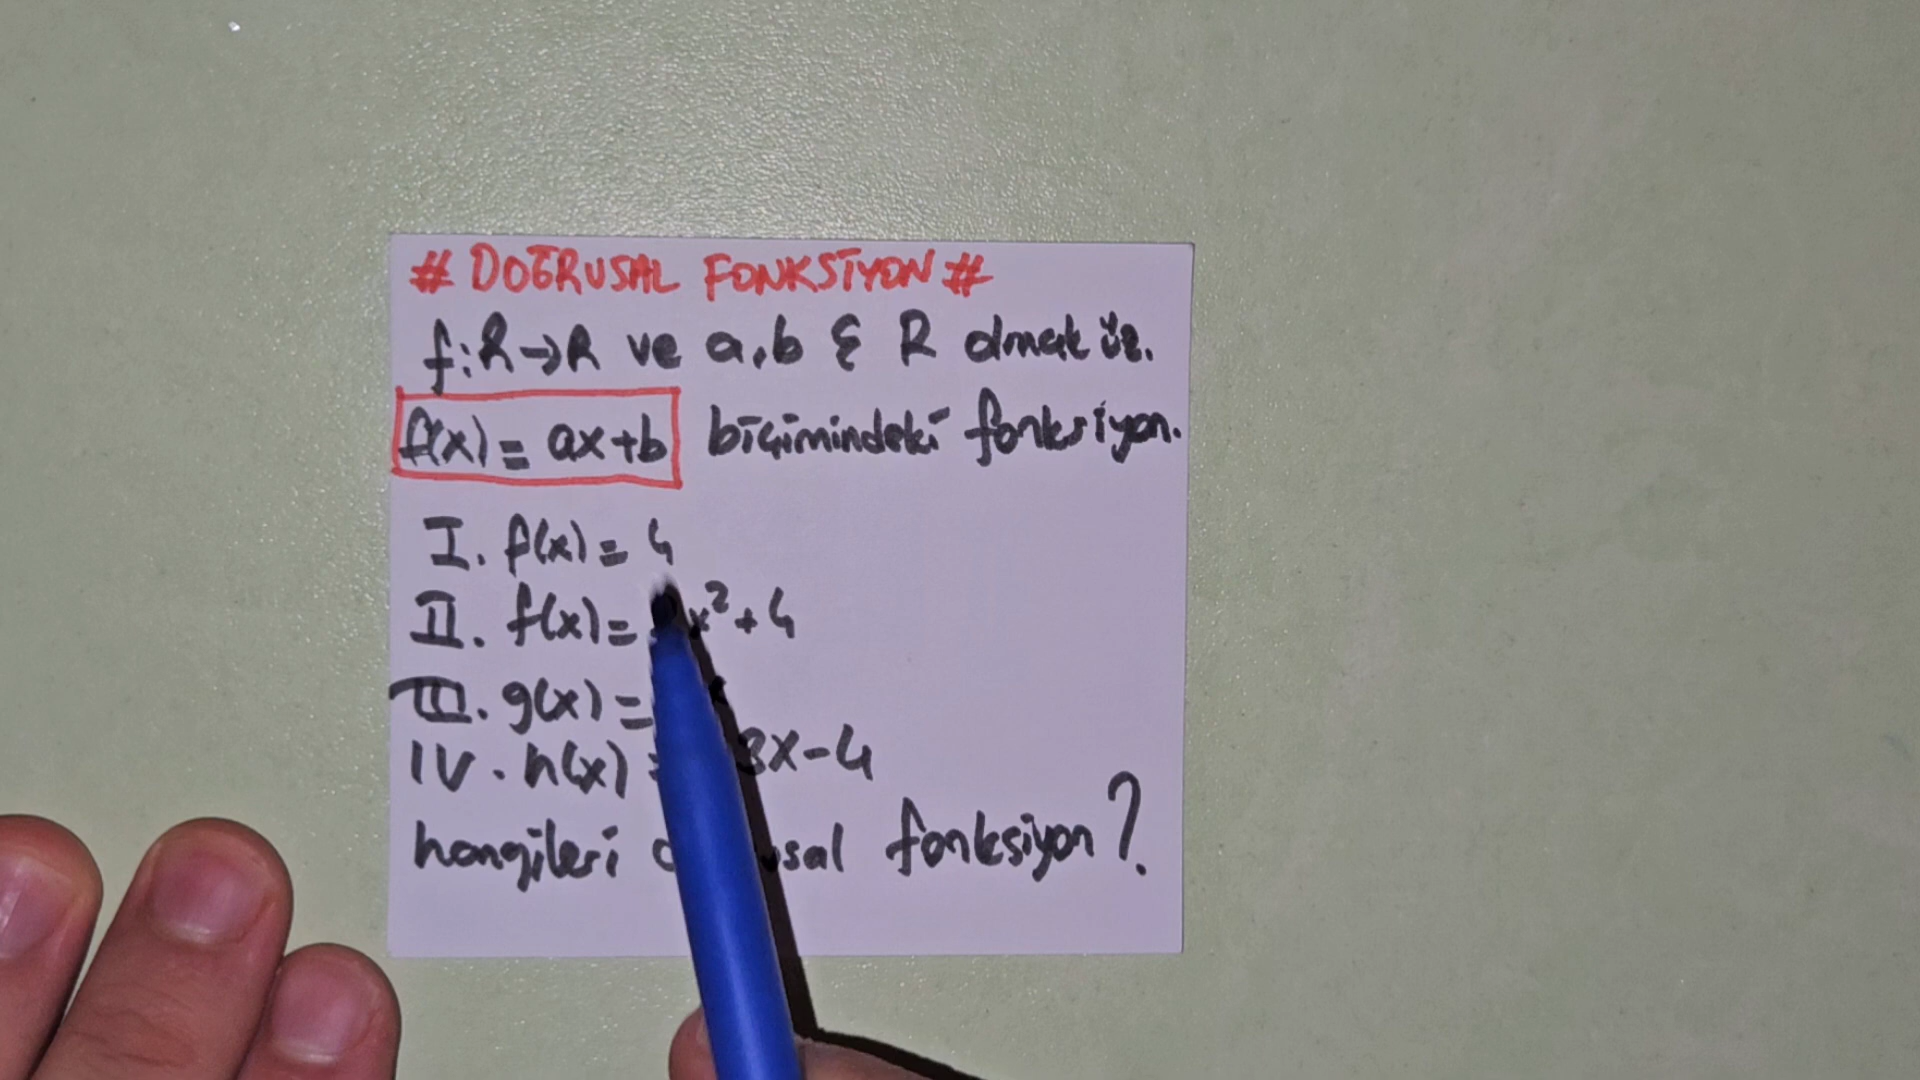 # DOĞRUSAL FONKSİYON #
f:R→R ve a,b ∈ R olmak üz.
f(x) = ax+b biçimindeki fonksiyon.
I. f(x) = 4
II. f(x) = x² + 4
III. g(x) =
IV. h(x) = 3x-4
hangileri fonksiyon?